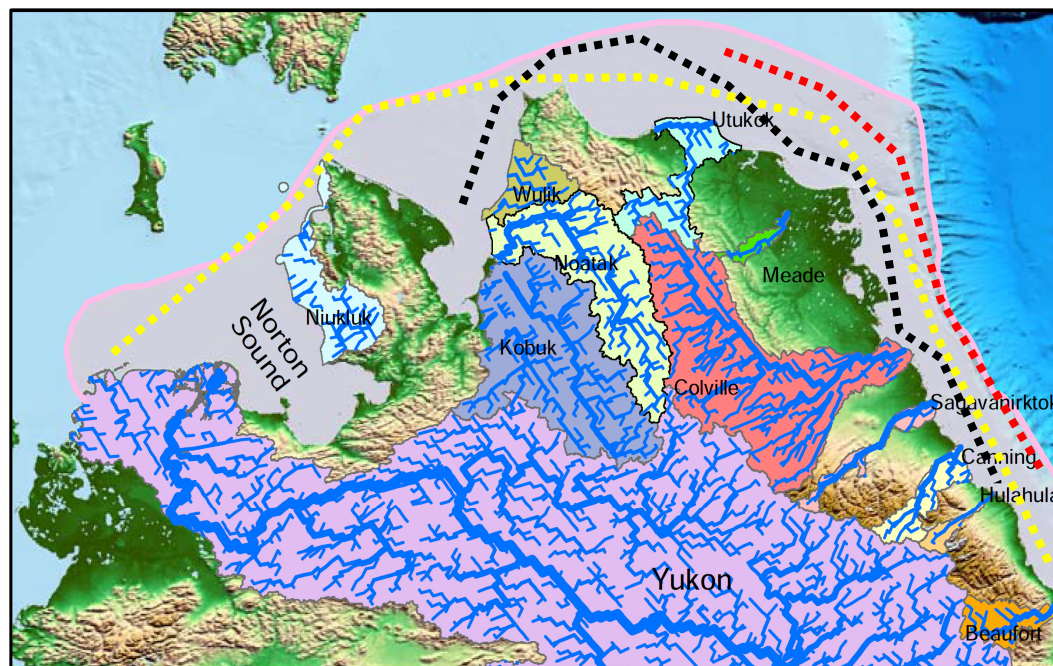 Utukok
Wulik
Noatak
Meade
Niukluk
Norton
Sound
Kobuk
Colville
Sagavanirktok
Canning
Hulahula
Yukon
Beaufort